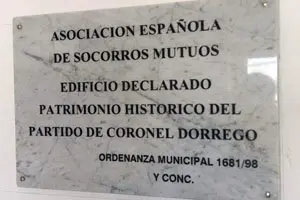 ASOCIACION ESPAÑOLA
DE SOCORROS MUTUOS
EDIFICIO DECLARADO
PATRIMONIO HISTORICO DEL
PARTIDO DE CORONEL DORREGO
ORDENANZA MUNICIPAL 1681/98
Y CONC.